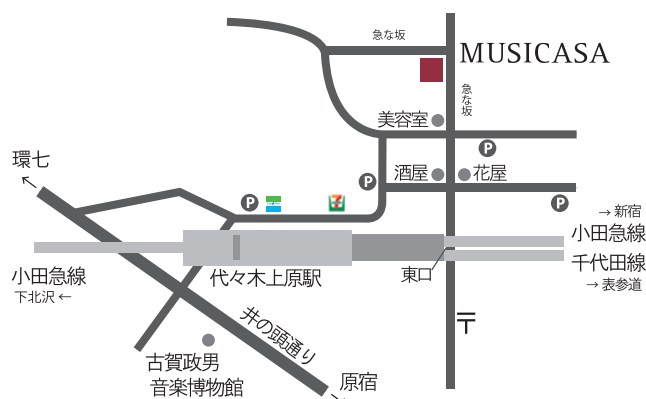 急な坂
MUSICASA
急な坂
美容室
P
環七
←
酒屋
花屋
P
P
7
P
→ 新宿
小田急線
小田急線
下北沢 ←
代々木上原駅
東口
千代田線
→ 表参道
井の頭通り
〒
古賀政男
音楽博物館
原宿